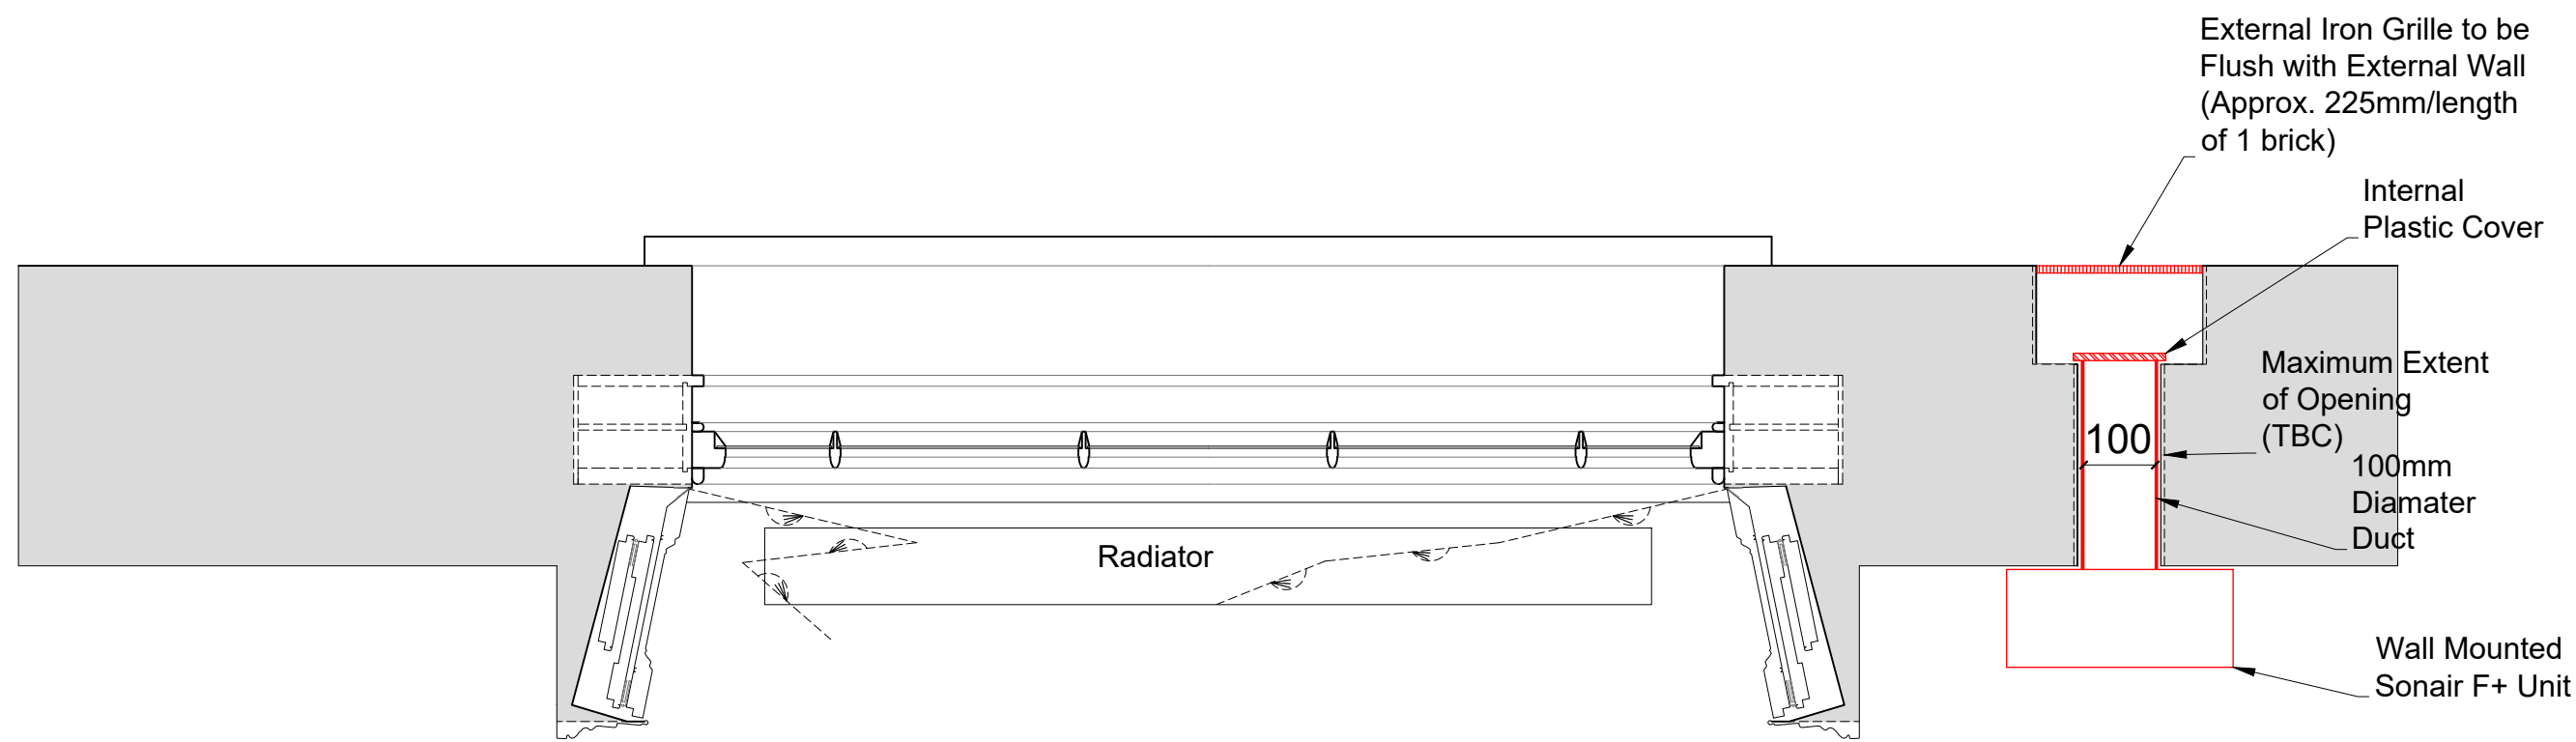 External Iron Grille to be
Flush with External Wall
(Approx. 225mm/length
of 1 brick)
Internal
Plastic Cover
Maximum Extent
of Opening
(TBC)
100
100mm
Diamater
Duct
Radiator
Wall Mounted
Sonair F+ Unit